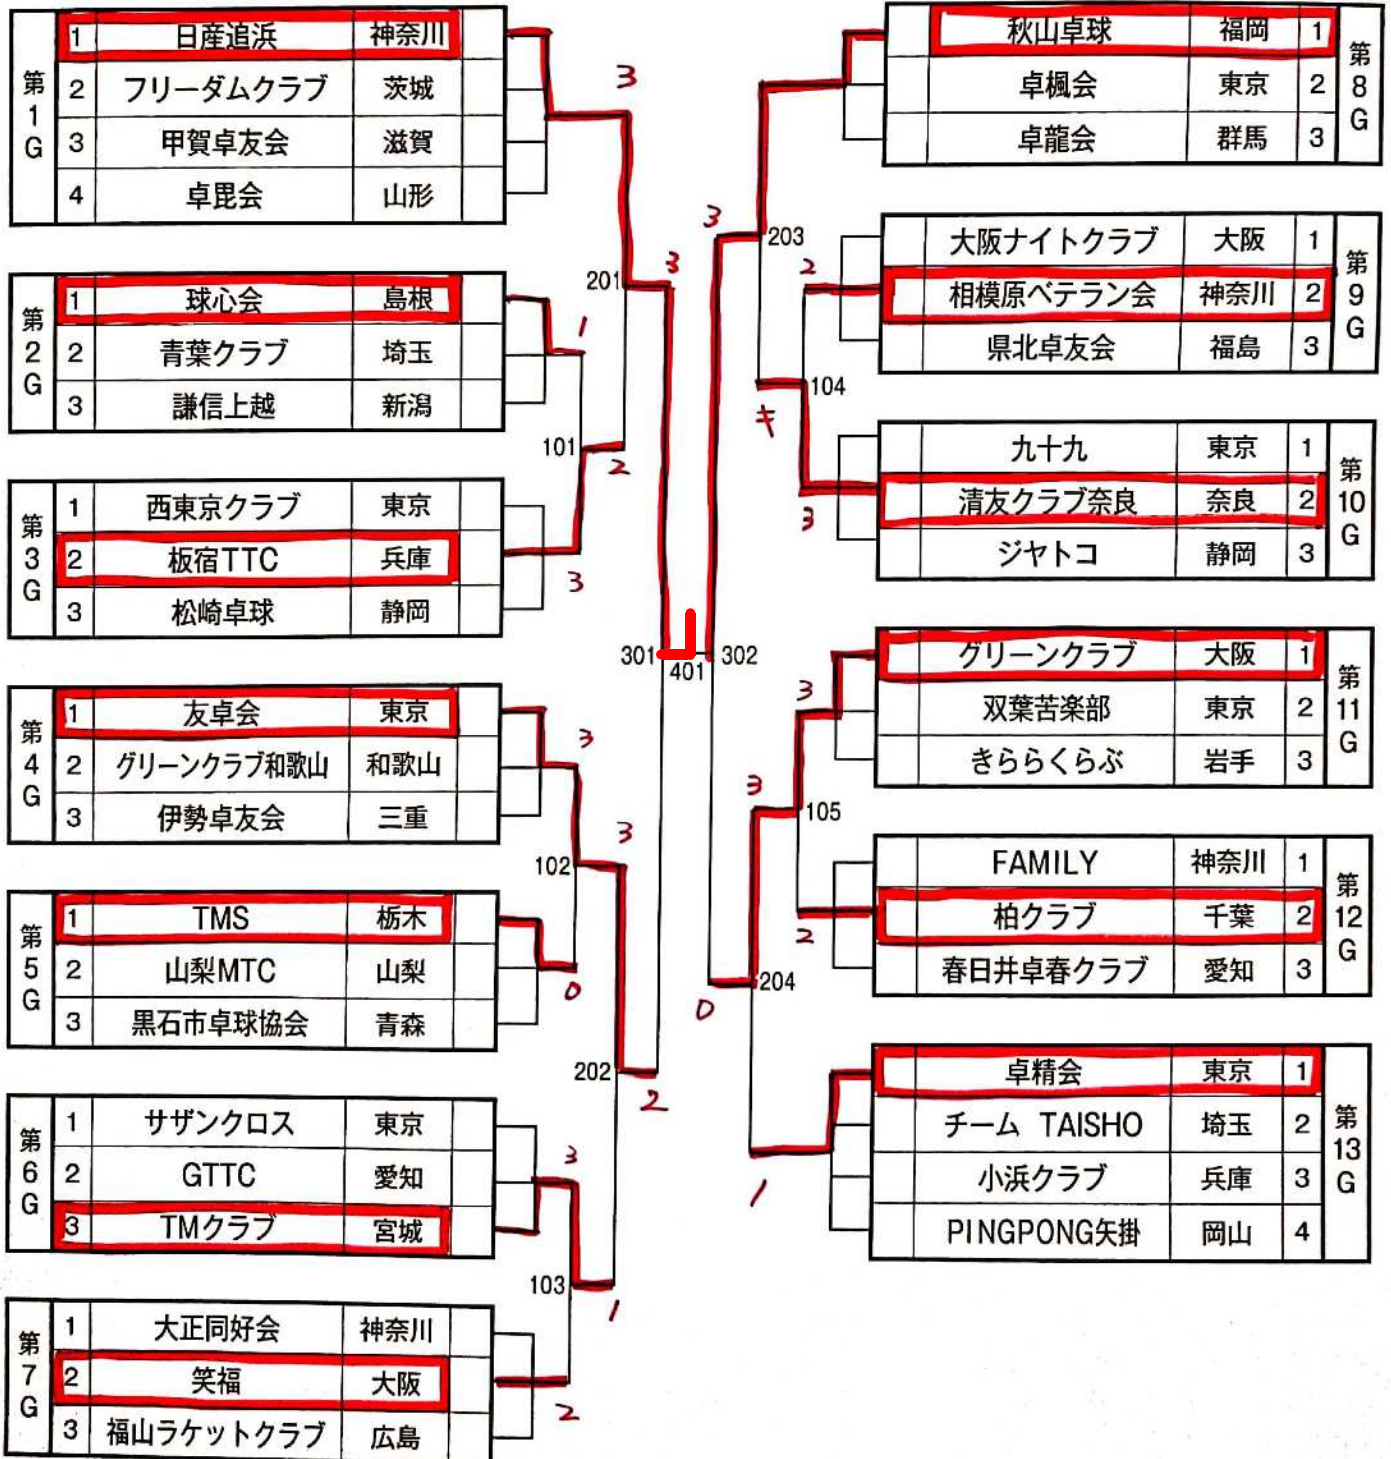 第1G
1 日産追浜 神奈川
2 フリーダムクラブ 茨城
3 甲賀卓友会 滋賀
4 卓毘会 山形
3
第2G
1 球心会 島根
2 青葉クラブ 埼玉
3 謙信上越 新潟
1
201
3
101
2
第3G
1 西東京クラブ 東京
2 板宿TTC 兵庫
3 松崎卓球 静岡
3
301
401
302
第4G
1 友卓会 東京
2 グリーンクラブ和歌山 和歌山
3 伊勢卓友会 三重
3
102
3
第5G
1 TMS 栃木
2 山梨MTC 山梨
3 黒石市卓球協会 青森
0
202
2
第6G
1 サザンクロス 東京
2 GTTC 愛知
3 TMクラブ 宮城
3
103
1
第7G
1 大正同好会 神奈川
2 笑福 大阪
3 福山ラケットクラブ 広島
2
秋山卓球 福岡 1
卓楓会 東京 2
卓龍会 群馬 3
第8G
3
203
大阪ナイトクラブ 大阪 1
相模原ベテラン会 神奈川 2
県北卓友会 福島 3
第9G
2
104
キ
九十九 東京 1
清友クラブ奈良 奈良 2
ジヤトコ 静岡 3
第10G
3
グリーンクラブ 大阪 1
双葉苦楽部 東京 2
きららくらぶ 岩手 3
第11G
3
3
105
FAMILY 神奈川 1
柏クラブ 千葉 2
春日井卓春クラブ 愛知 3
第12G
2
204
0
卓精会 東京 1
チーム TAISHO 埼玉 2
小浜クラブ 兵庫 3
PINGPONG矢掛 岡山 4
第13G
1